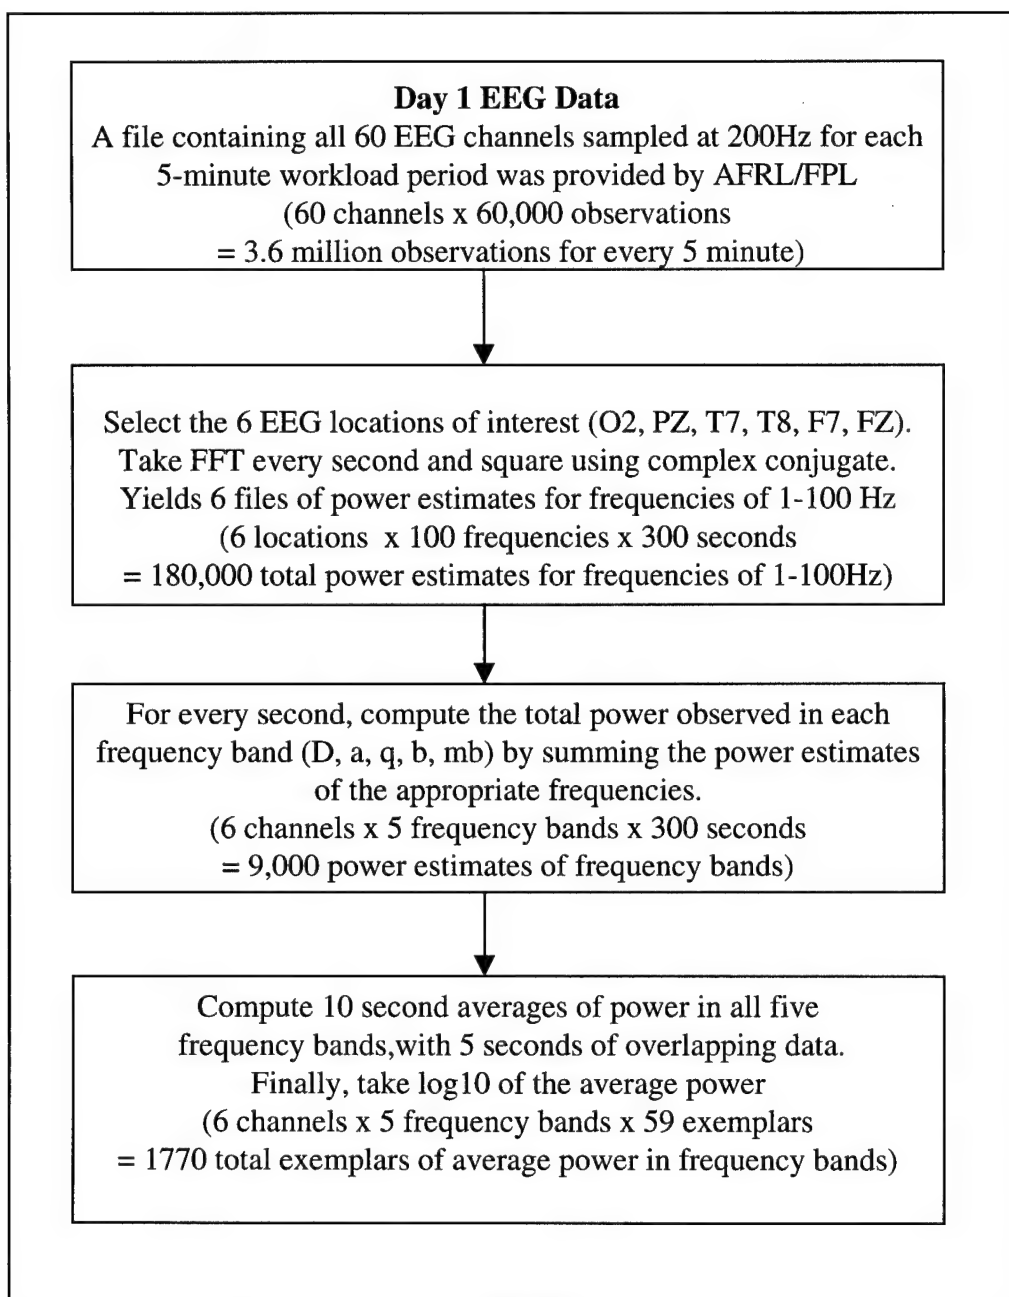 Day 1 EEG Data
A file containing all 60 EEG channels sampled at 200Hz for each
5-minute workload period was provided by AFRL/FPL
(60 channels x 60,000 observations
= 3.6 million observations for every 5 minute)
Select the 6 EEG locations of interest (O2, PZ, T7, T8, F7, FZ).
Take FFT every second and square using complex conjugate.
Yields 6 files of power estimates for frequencies of 1-100 Hz
(6 locations x 100 frequencies x 300 seconds
= 180,000 total power estimates for frequencies of 1-100Hz)
For every second, compute the total power observed in each
frequency band (D, a, q, b, mb) by summing the power estimates
of the appropriate frequencies.
(6 channels x 5 frequency bands x 300 seconds
= 9,000 power estimates of frequency bands)
Compute 10 second averages of power in all five
frequency bands,with 5 seconds of overlapping data.
Finally, take log10 of the average power
(6 channels x 5 frequency bands x 59 exemplars
= 1770 total exemplars of average power in frequency bands)